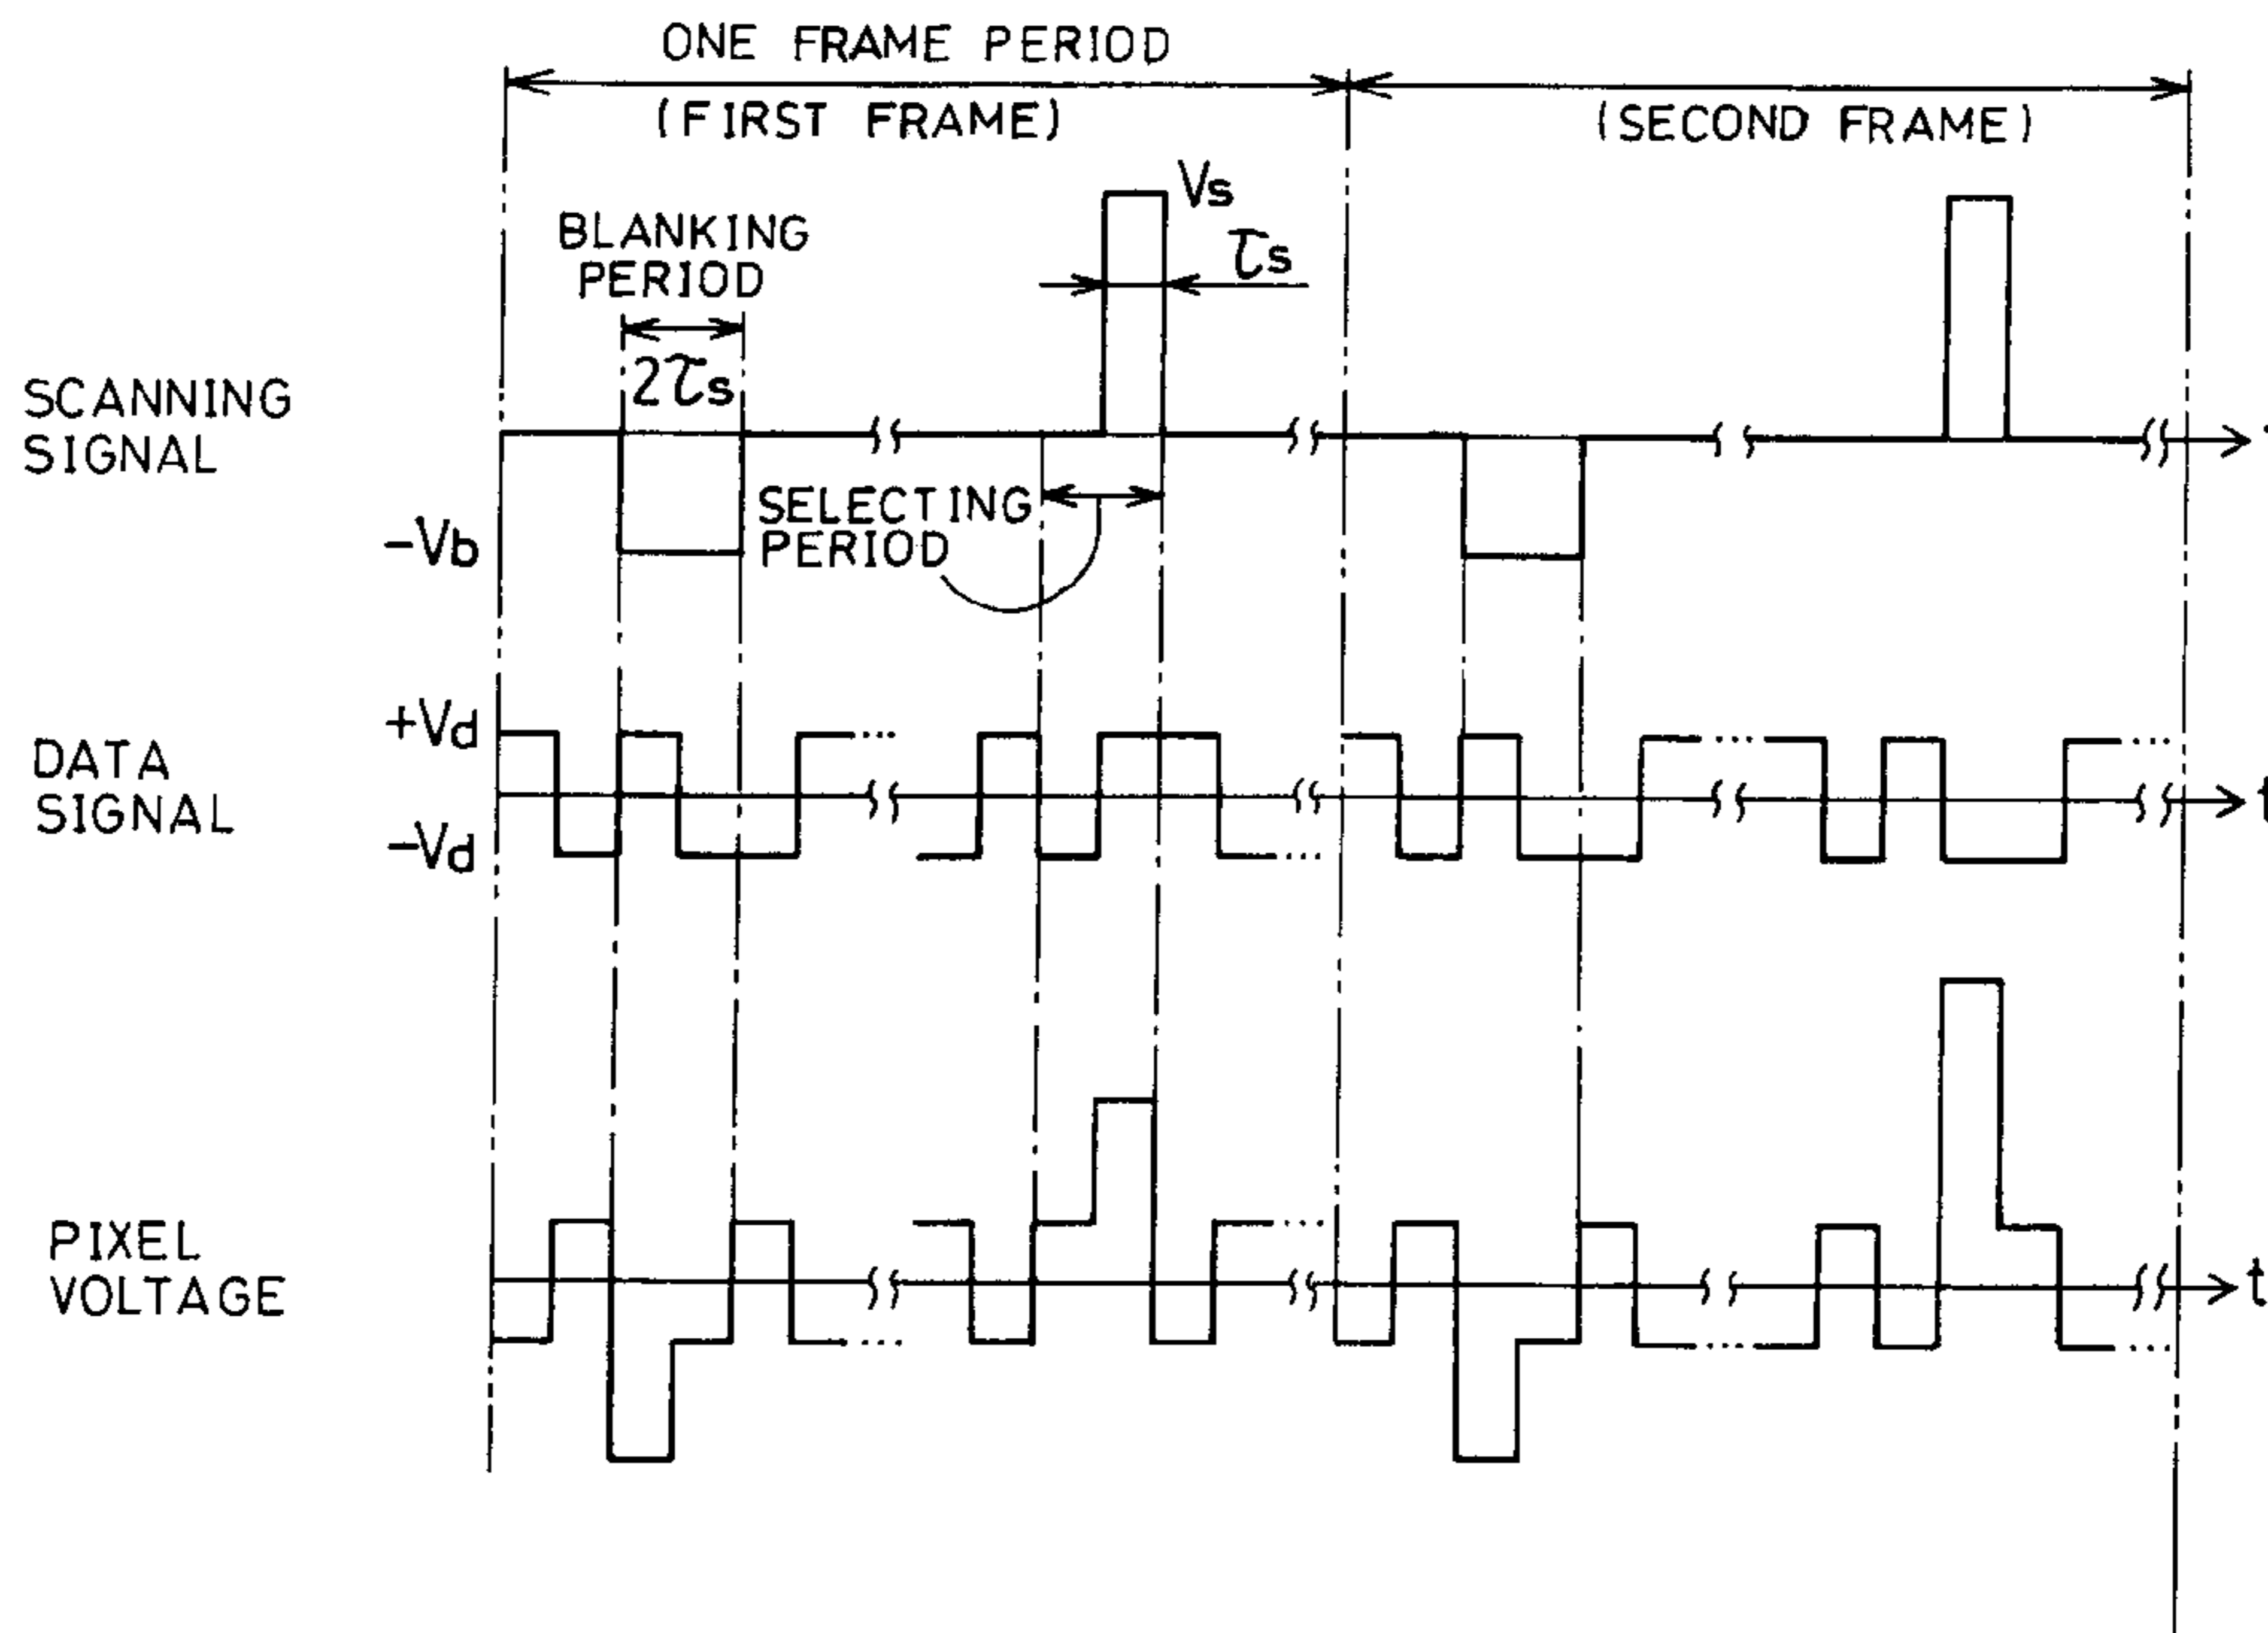 ONE FRAME PERIOD
(FIRST FRAME)
(SECOND FRAME)
Vs
τs
BLANKING
PERIOD
2τs
SCANNING
SIGNAL
-Vb
SELECTING
PERIOD
+Vd
DATA
SIGNAL
-Vd
t
PIXEL
VOLTAGE
t